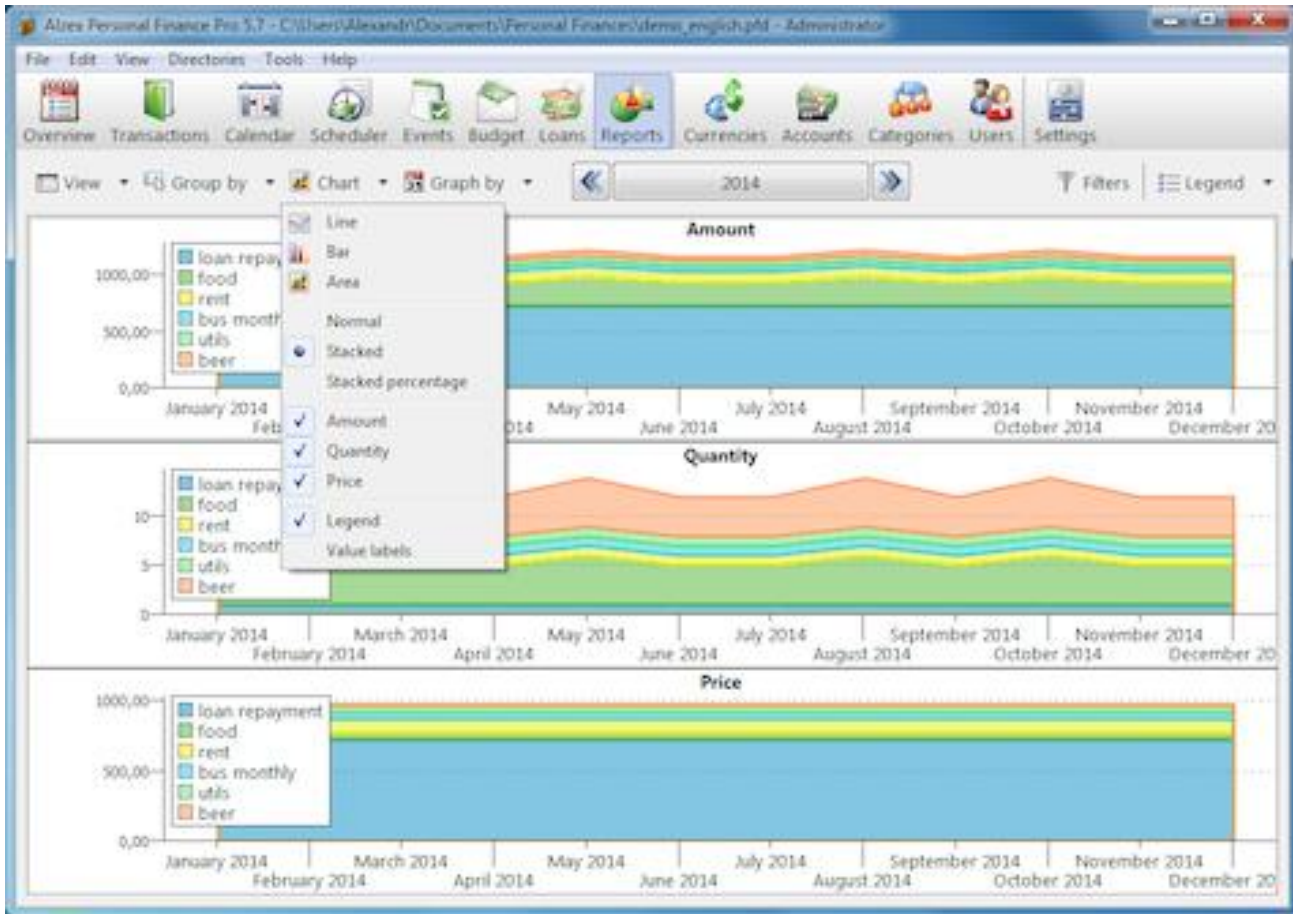 Alzex Personal Finance Pro 5.7 - C:\Users\Alexandr\Documents\Personal Finances\demo_english.pfd - Administrator
File Edit View Directories Tools Help
Overview Transactions Calendar Scheduler Events Budget Loans Reports Currencies Accounts Categories Users Settings
View Group by Chart Graph by 2014 Filters Legend
Line
Bar
Area
Normal
Stacked
Stacked percentage
Amount
Quantity
Price
Legend
Value labels
Amount
1000,00
500,00
0,00
loan repay
food
rent
bus month
utils
beer
January 2014 May 2014 July 2014 September 2014 November 2014
Feb 014 June 2014 August 2014 October 2014 December 20
Quantity
10
5
0
loan repay
food
rent
bus month
utils
beer
January 2014 March 2014 May 2014 July 2014 September 2014 November 2014
February 2014 April 2014 June 2014 August 2014 October 2014 December 20
Price
1000,00
500,00
0,00
loan repayment
food
rent
bus monthly
utils
beer
January 2014 March 2014 May 2014 July 2014 September 2014 November 2014
February 2014 April 2014 June 2014 August 2014 October 2014 December 20